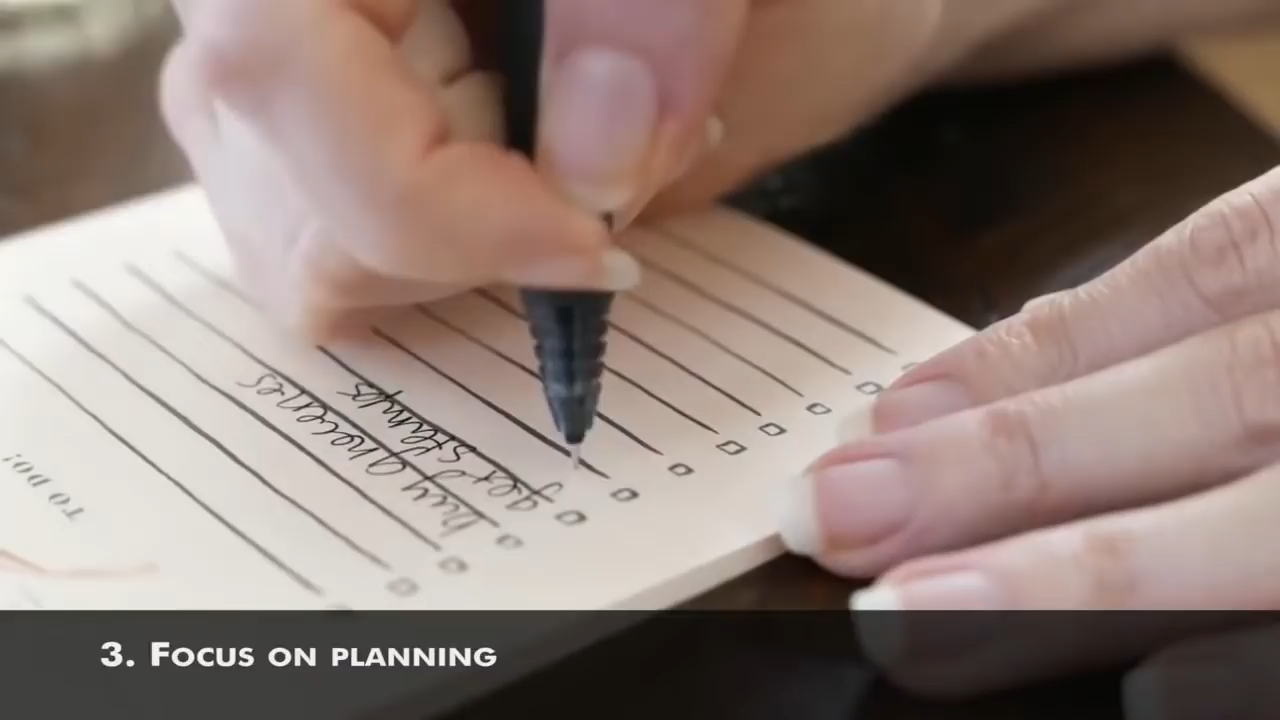 TO DO:
buy groceries
get stamps
3. FOCUS ON PLANNING